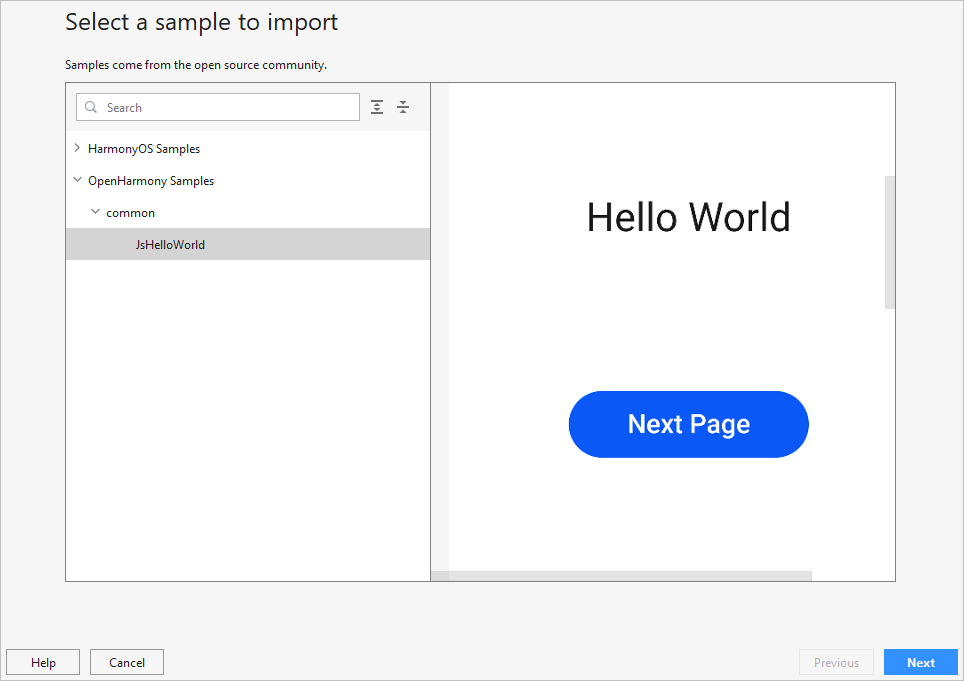 Select a sample to import
Samples come from the open source community.
Search
HarmonyOS Samples
OpenHarmony Samples
common
JsHelloWorld
Hello World
Next Page
Help
Cancel
Previous
Next